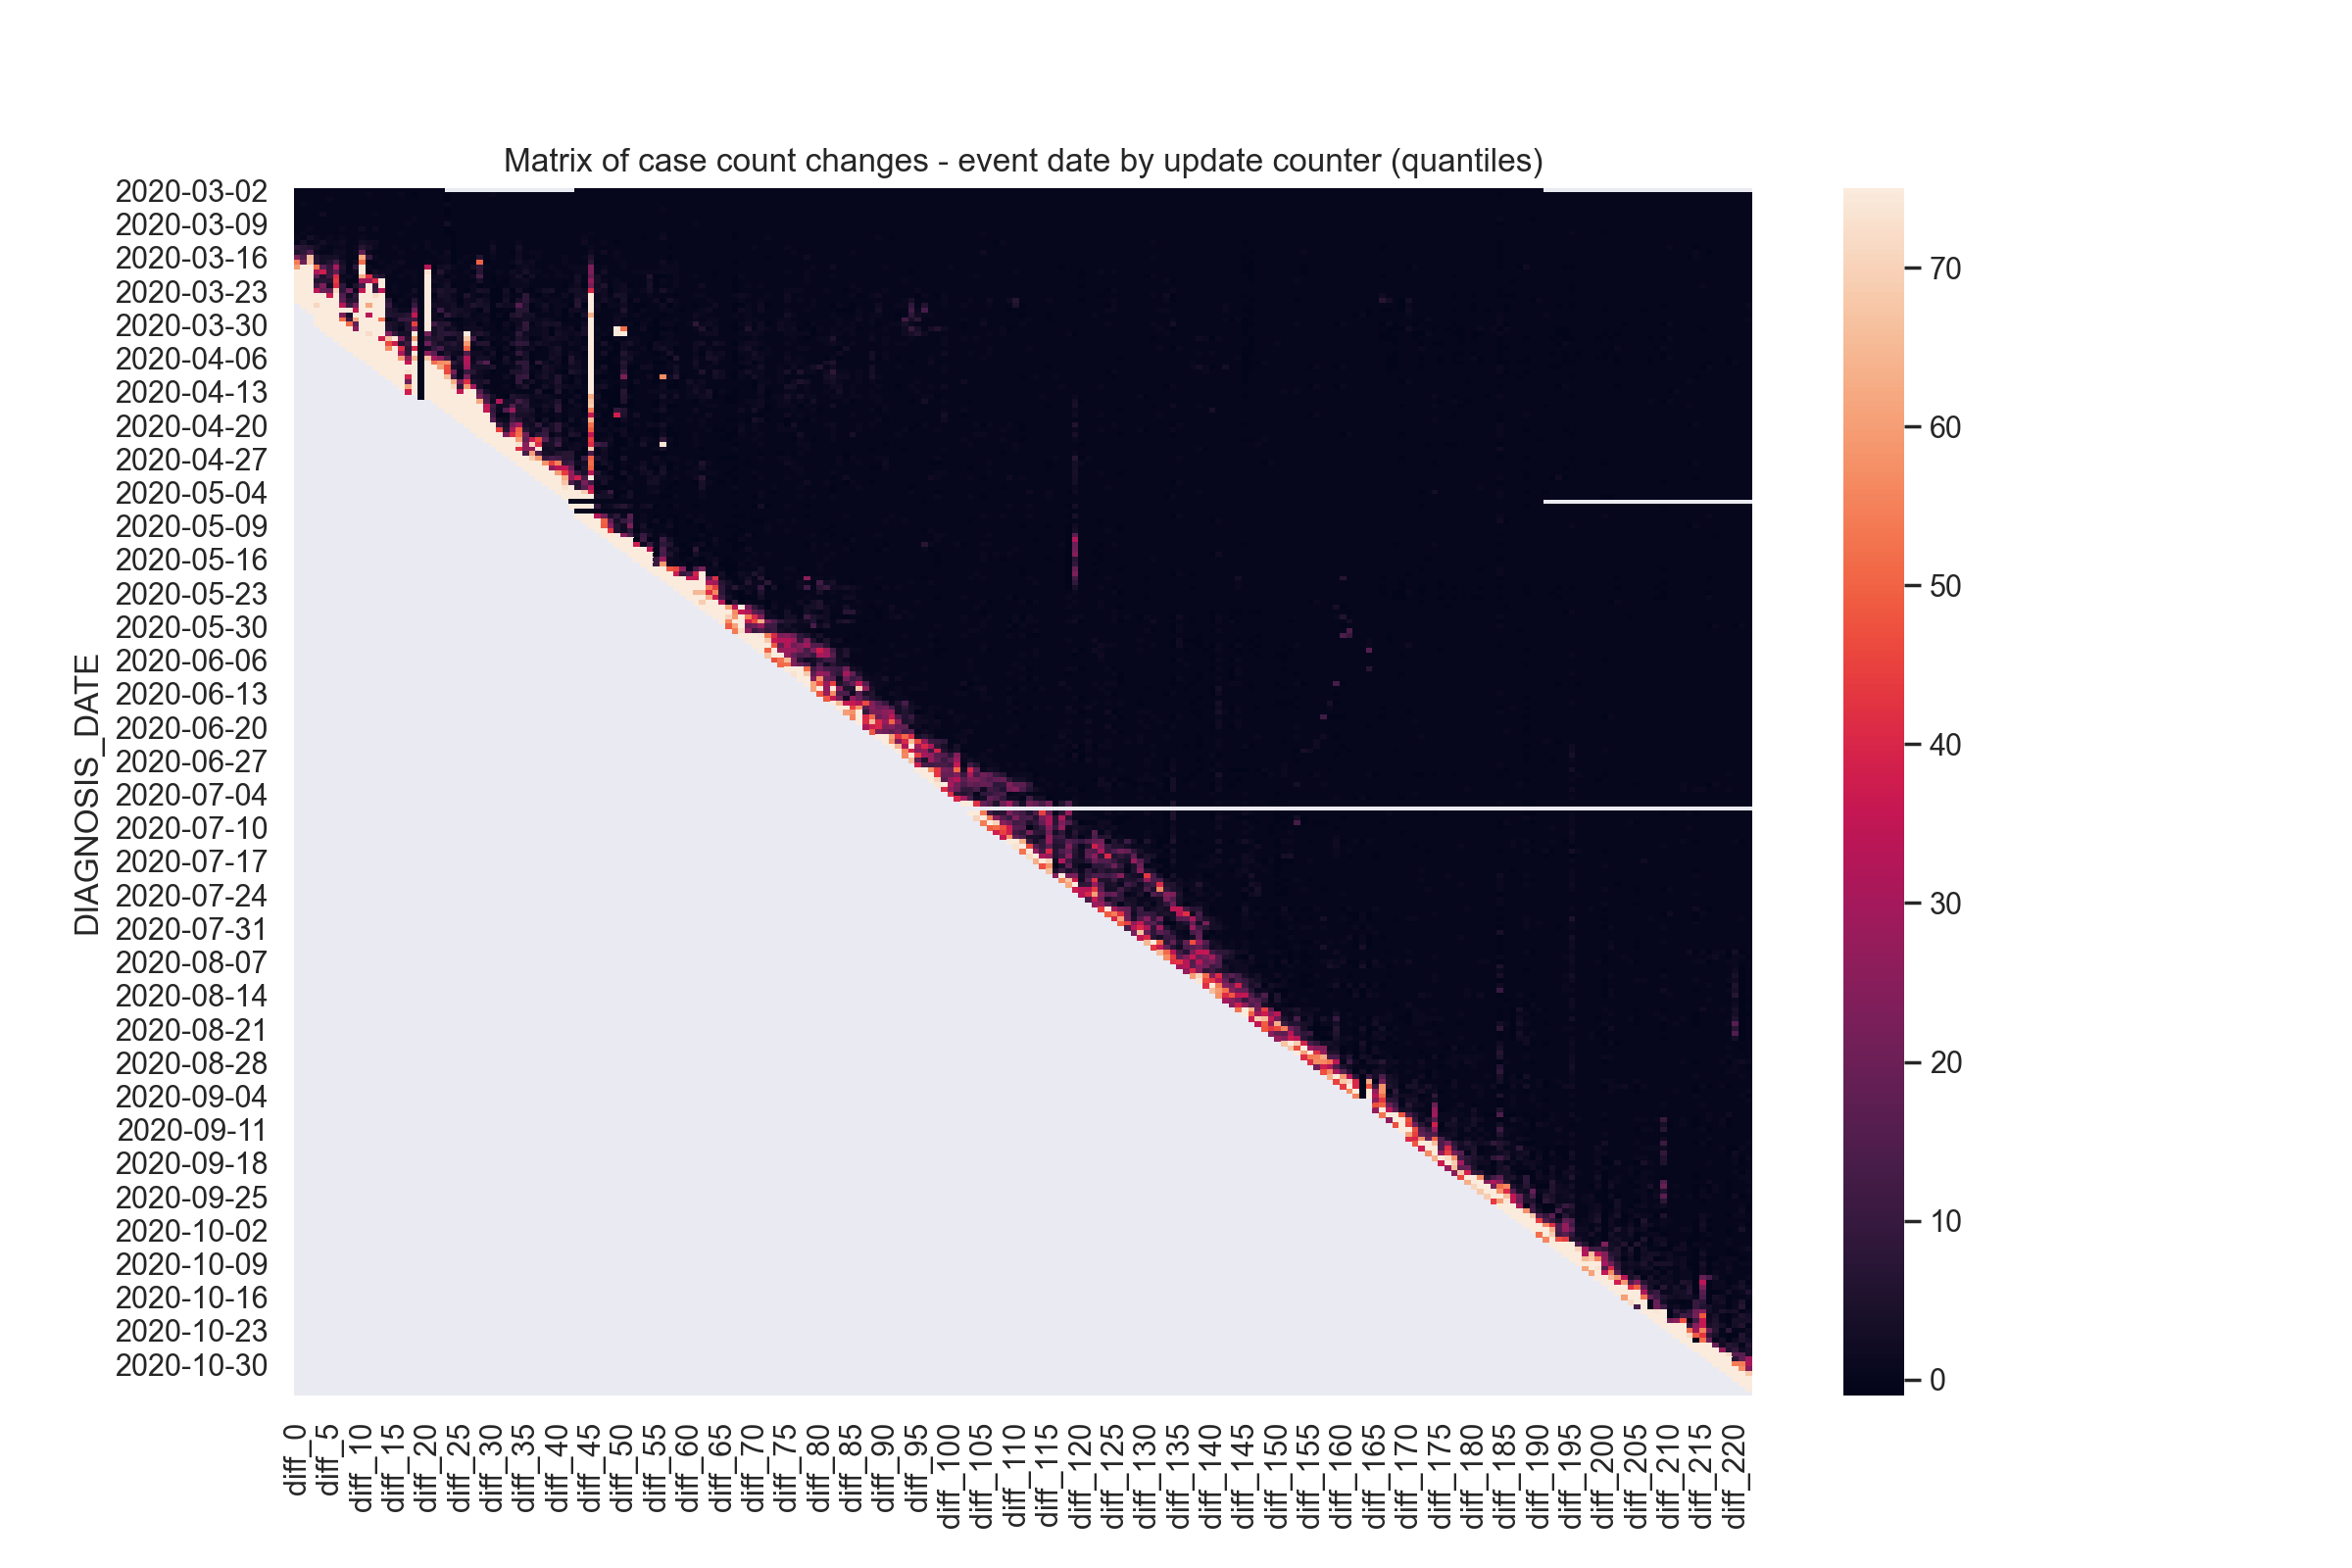 Matrix of case count changes - event date by update counter (quantiles)
DIAGNOSIS_DATE
2020-03-02
2020-03-09
2020-03-16
2020-03-23
2020-03-30
2020-04-06
2020-04-13
2020-04-20
2020-04-27
2020-05-04
2020-05-09
2020-05-16
2020-05-23
2020-05-30
2020-06-06
2020-06-13
2020-06-20
2020-06-27
2020-07-04
2020-07-10
2020-07-17
2020-07-24
2020-07-31
2020-08-07
2020-08-14
2020-08-21
2020-08-28
2020-09-04
2020-09-11
2020-09-18
2020-09-25
2020-10-02
2020-10-09
2020-10-16
2020-10-23
2020-10-30
diff_0
diff_5
diff_10
diff_15
diff_20
diff_25
diff_30
diff_35
diff_40
diff_45
diff_50
diff_55
diff_60
diff_65
diff_70
diff_75
diff_80
diff_85
diff_90
diff_95
diff_100
diff_105
diff_110
diff_115
diff_120
diff_125
diff_130
diff_135
diff_140
diff_145
diff_150
diff_155
diff_160
diff_165
diff_170
diff_175
diff_180
diff_185
diff_190
diff_195
diff_200
diff_205
diff_210
diff_215
diff_220
70
60
50
40
30
20
10
0